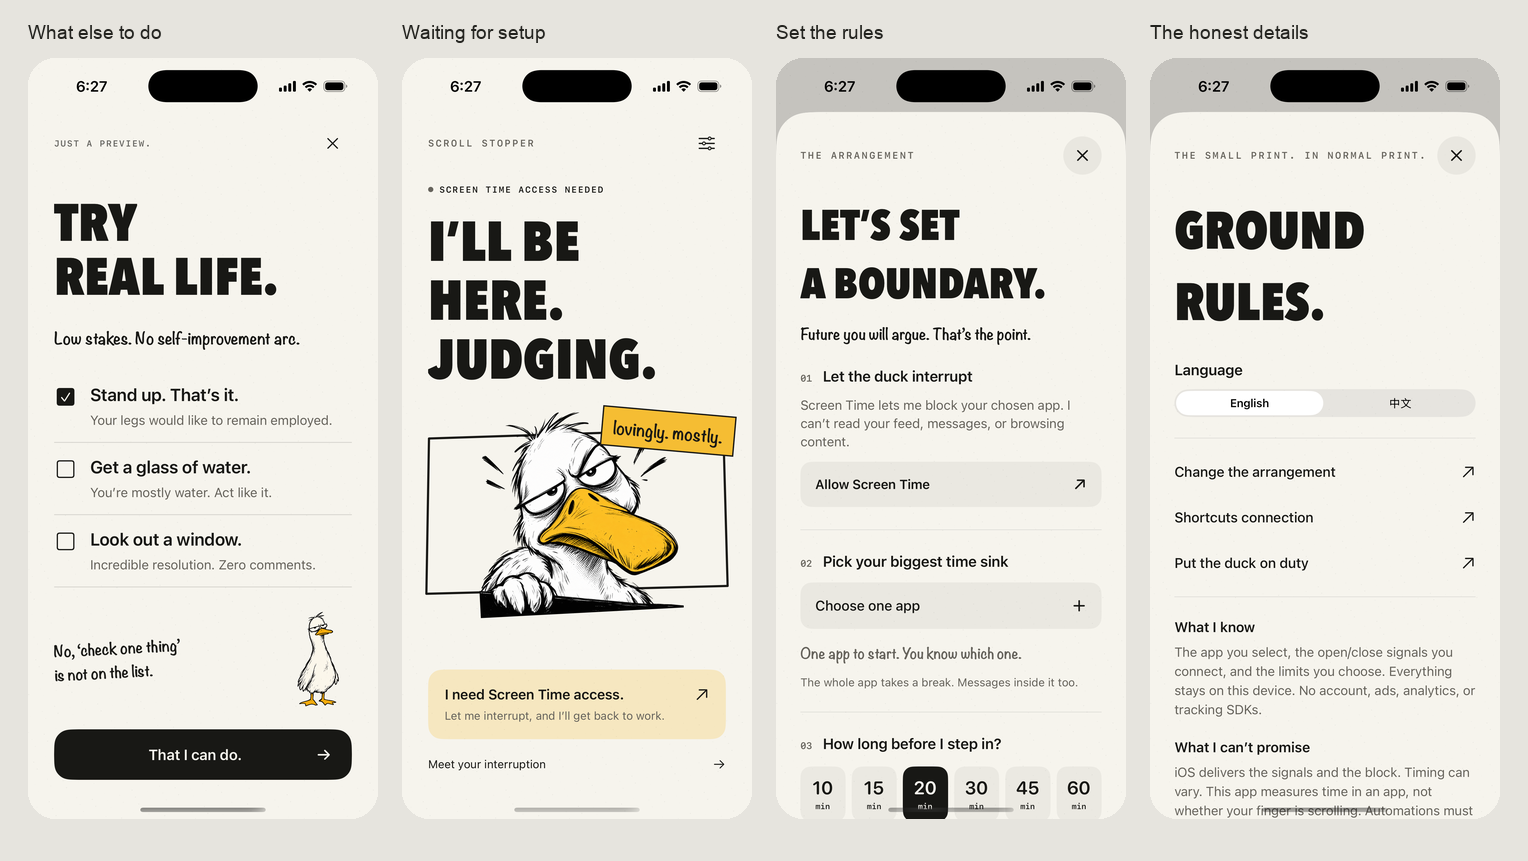 What else to do
6:27
JUST A PREVIEW.
TRY
REAL LIFE.
Low stakes. No self-improvement arc.
Stand up. That's it.
Your legs would like to remain employed.
Get a glass of water.
You're mostly water. Act like it.
Look out a window.
Incredible resolution. Zero comments.
No, 'check one thing'
is not on the list.
That I can do.
Waiting for setup
6:27
SCROLL STOPPER
SCREEN TIME ACCESS NEEDED
I'LL BE
HERE.
JUDGING.
lovingly. mostly.
I need Screen Time access.
Let me interrupt, and I'll get back to work.
Meet your interruption
Set the rules
6:27
THE ARRANGEMENT
LET'S SET
A BOUNDARY.
Future you will argue. That's the point.
01 Let the duck interrupt
Screen Time lets me block your chosen app. I
can't read your feed, messages, or browsing
content.
Allow Screen Time
02 Pick your biggest time sink
Choose one app
One app to start. You know which one.
The whole app takes a break. Messages inside it too.
03 How long before I step in?
10 15 20 30 45 60
min min min min min min
The honest details
6:27
THE SMALL PRINT. IN NORMAL PRINT.
GROUND
RULES.
Language
English 中文
Change the arrangement
Shortcuts connection
Put the duck on duty
What I know
The app you select, the open/close signals you
connect, and the limits you choose. Everything
stays on this device. No account, ads, analytics, or
tracking SDKs.
What I can't promise
iOS delivers the signals and the block. Timing can
vary. This app measures time in an app, not
whether your finger is scrolling. Automations must